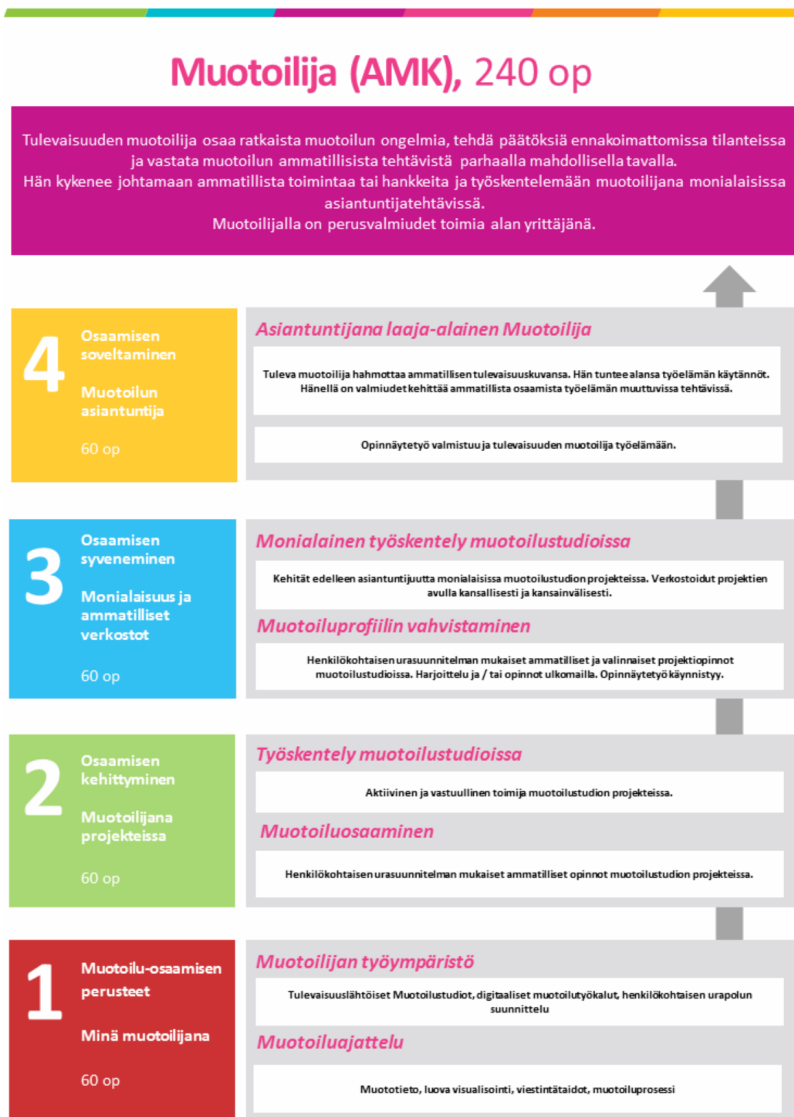 Muotoilija (AMK), 240 op
Tulevaisuuden muotoilija osaa ratkaista muotoilun ongelmia, tehdä päätöksiä ennakoimattomissa tilanteissa
ja vastata muotoilun ammatillisista tehtävistä parhaalla mahdollisella tavalla.
Hän kykenee johtamaan ammatillista toimintaa tai hankkeita ja työskentelemään muotoilijana monialaisissa
asiantuntijatehtävissä.
Muotoilijalla on perusvalmiudet toimia alan yrittäjänä.
4
Osaamisen
soveltaminen
Muotoilun
asiantuntija
60 op
Asiantuntijana laaja-alainen Muotoilija
Tuleva muotoilija hahmottaa ammatillisen tulevaisuuskuvansa. Hän tuntee alansa työelämän käytännöt.
Hänellä on valmiudet kehittää ammatillista osaamista työelämän muuttuvissa tehtävissä.
Opinnäytetyö valmistuu ja tulevaisuuden muotoilija työelämään.
3
Osaamisen
syveneminen
Monialaisuus ja
ammatilliset
verkostot
60 op
Monialainen työskentely muotoilustudioissa
Kehität edelleen asiantuntijuutta monialaisissa muotoilustudion projekteissa. Verkostoidut projektien
avulla kansallisesti ja kansainvälisesti.
Muotoiluprofiilin vahvistaminen
Henkilökohtaisen urasuunnitelman mukaiset ammatilliset ja valinnaiset projektiopinnot
muotoilustudioissa. Harjoittelu ja / tai opinnot ulkomailla. Opinnäytetyö käynnistyy.
2
Osaamisen
kehittyminen
Muotoilijana
projekteissa
60 op
Työskentely muotoilustudioissa
Aktiivinen ja vastuullinen toimija muotoilustudion projekteissa.
Muotoiluosaaminen
Henkilökohtaisen urasuunnitelman mukaiset ammatilliset opinnot muotoilustudion projekteissa.
1
Muotoilu-osaamisen
perusteet
Minä muotoilijana
60 op
Muotoilijan työympäristö
Tulevaisuuslähtöiset Muotoilustudiot, digitaaliset muotoilutyökalut, henkilökohtaisen urapolun
suunnittelu
Muotoiluajattelu
Muototieto, luova visualisointi, viestintätaidot, muotoiluprosessi